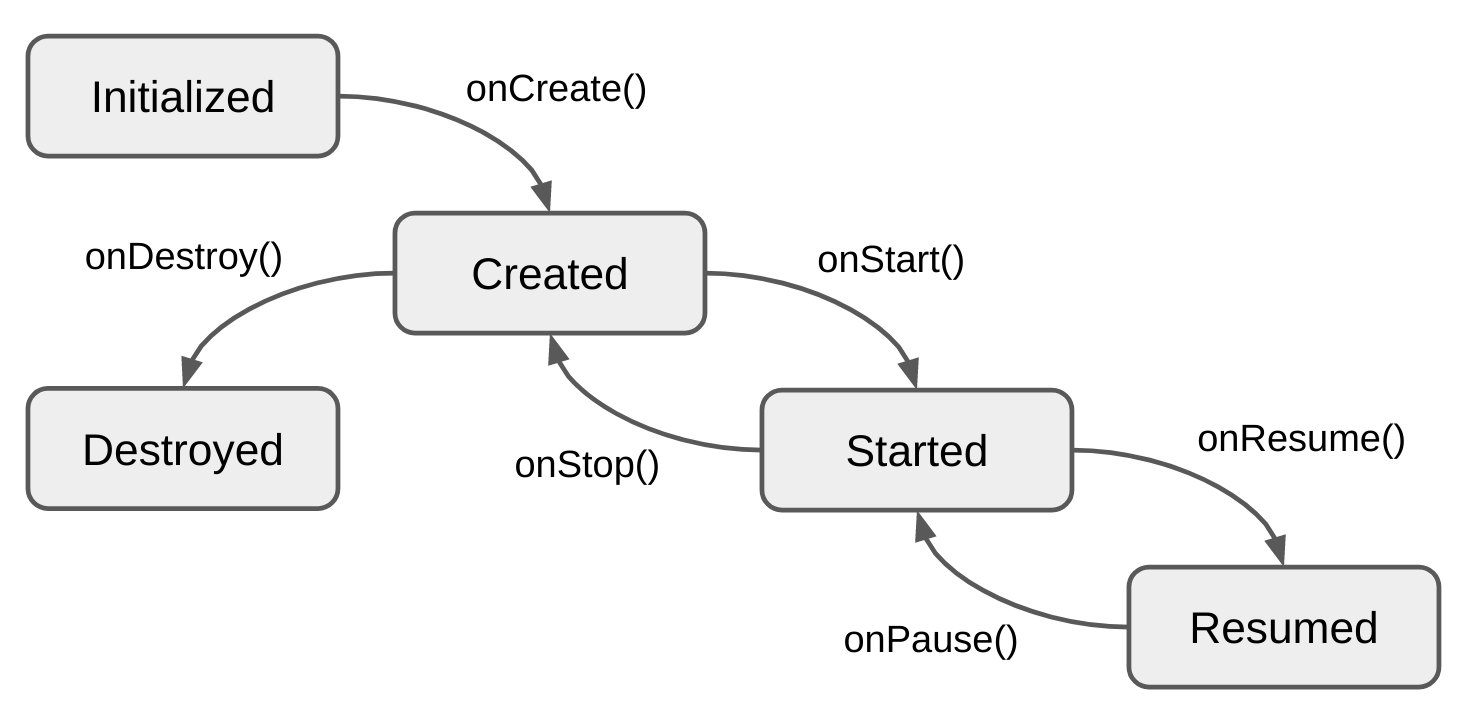 Initialized
onCreate()
onDestroy()
Created
onStart()
Destroyed
onStop()
Started
onResume()
onPause()
Resumed